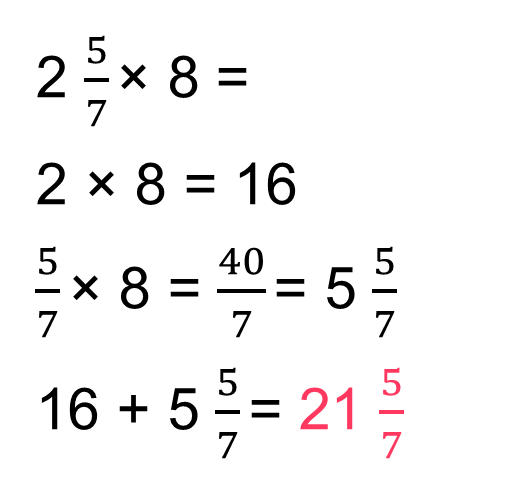 2 5/7 × 8 =
2 × 8 = 16
5/7 × 8 = 40/7 = 5 5/7
16 + 5 5/7 = 21 5/7